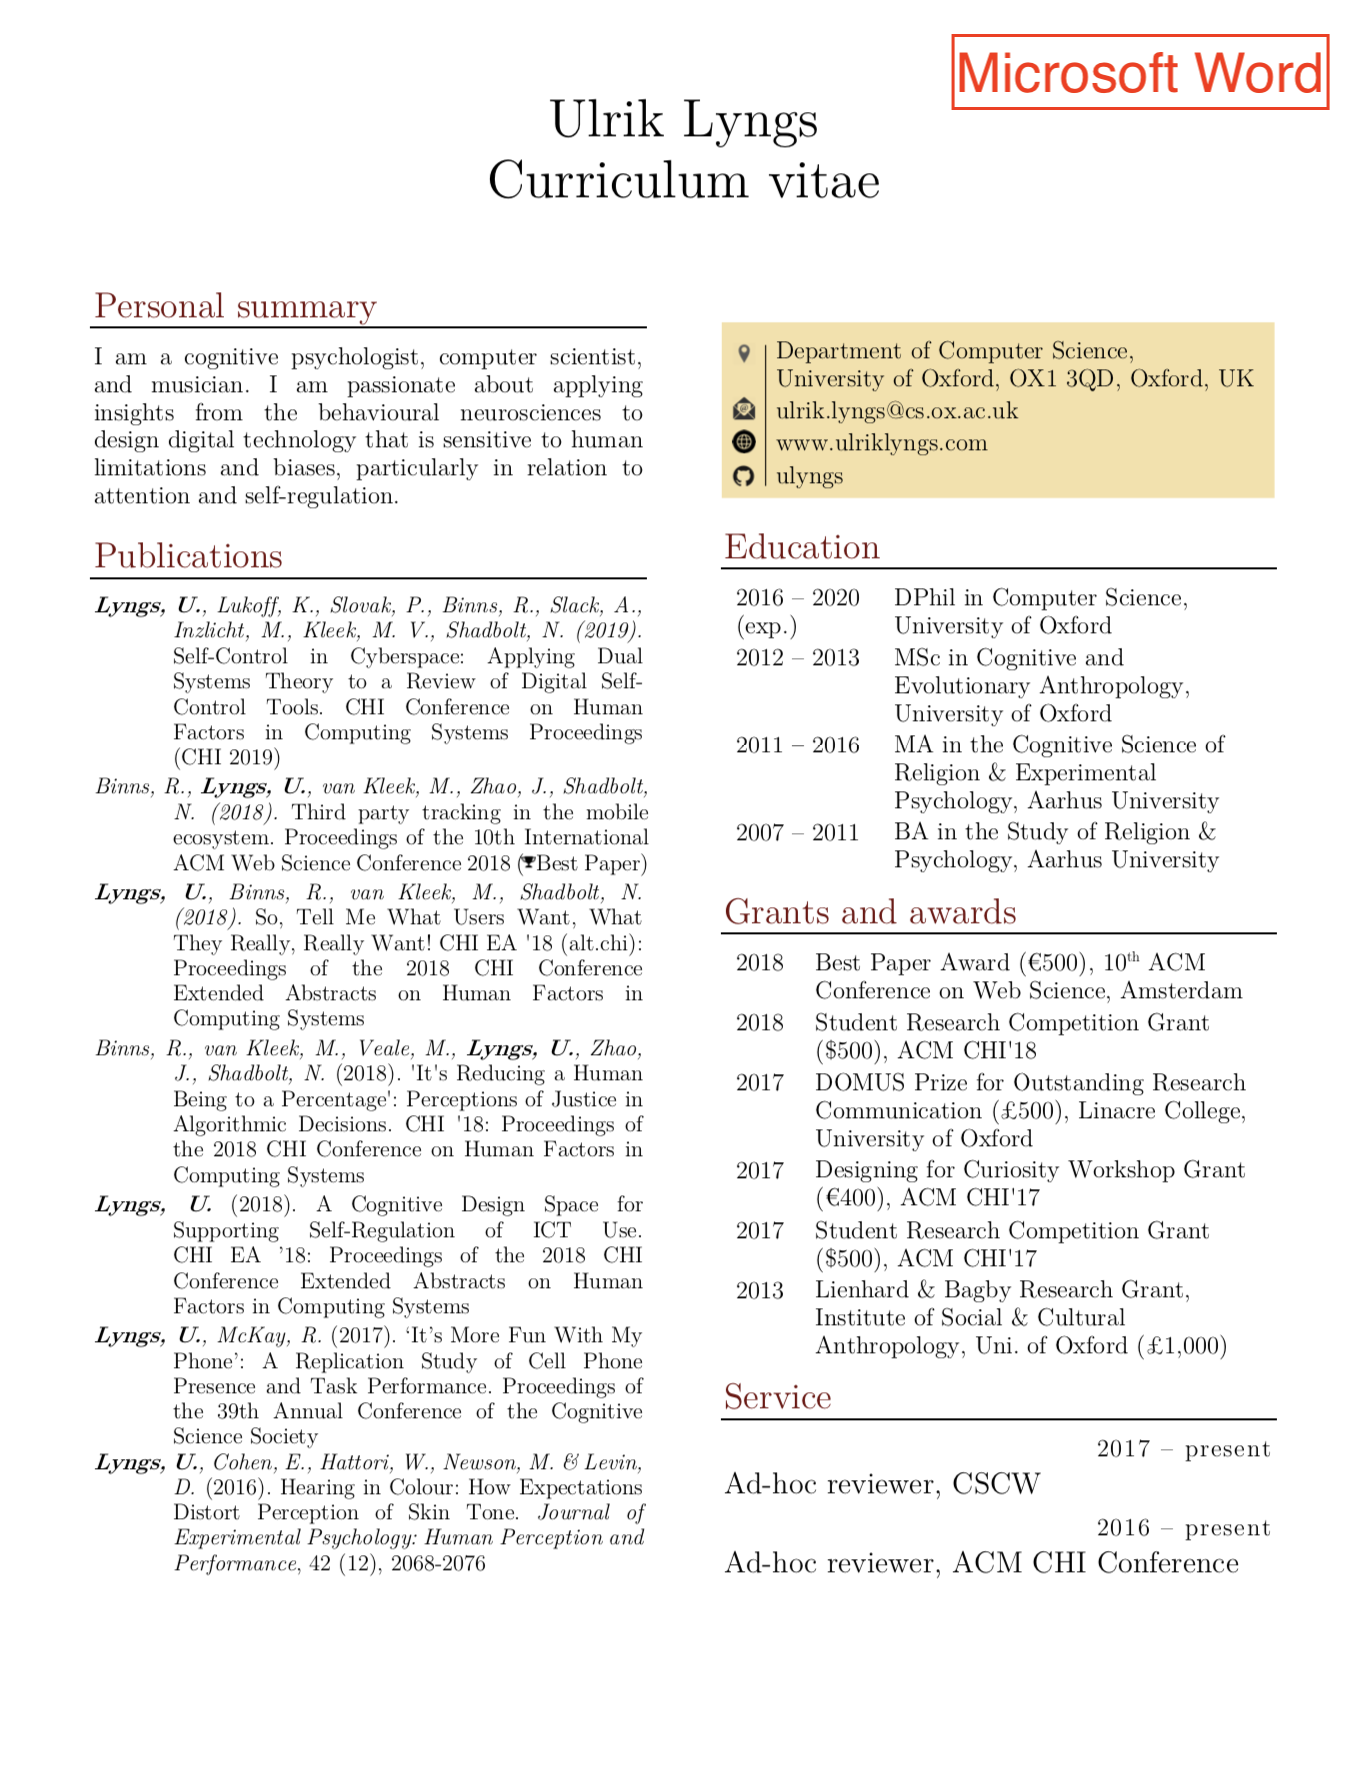 Microsoft Word
Ulrik Lyngs
Curriculum vitae
Personal summary
I am a cognitive psychologist, computer scientist,
and musician. I am passionate about applying
insights from the behavioural neurosciences to
design digital technology that is sensitive to human
limitations and biases, particularly in relation to
attention and self-regulation.
Publications
Lyngs, U., Lukoff, K., Slovak, P., Binns, R., Slack, A.,
Inzlicht, M., Kleek, M. V., Shadbolt, N. (2019).
Self-Control in Cyberspace: Applying Dual
Systems Theory to a Review of Digital Self-
Control Tools. CHI Conference on Human
Factors in Computing Systems Proceedings
(CHI 2019)
Binns, R., Lyngs, U., van Kleek, M., Zhao, J., Shadbolt,
N. (2018). Third party tracking in the mobile
ecosystem. Proceedings of the 10th International
ACM Web Science Conference 2018 (Best Paper)
Lyngs, U., Binns, R., van Kleek, M., Shadbolt, N.
(2018). So, Tell Me What Users Want, What
They Really, Really Want! CHI EA '18 (alt.chi):
Proceedings of the 2018 CHI Conference
Extended Abstracts on Human Factors in
Computing Systems
Binns, R., van Kleek, M., Veale, M., Lyngs, U., Zhao,
J., Shadbolt, N. (2018). 'It's Reducing a Human
Being to a Percentage': Perceptions of Justice in
Algorithmic Decisions. CHI '18: Proceedings of
the 2018 CHI Conference on Human Factors in
Computing Systems
Lyngs, U. (2018). A Cognitive Design Space for
Supporting Self-Regulation of ICT Use.
CHI EA ’18: Proceedings of the 2018 CHI
Conference Extended Abstracts on Human
Factors in Computing Systems
Lyngs, U., McKay, R. (2017). ‘It’s More Fun With My
Phone’: A Replication Study of Cell Phone
Presence and Task Performance. Proceedings of
the 39th Annual Conference of the Cognitive
Science Society
Lyngs, U., Cohen, E., Hattori, W., Newson, M. & Levin,
D. (2016). Hearing in Colour: How Expectations
Distort Perception of Skin Tone. Journal of
Experimental Psychology: Human Perception and
Performance, 42 (12), 2068-2076
Department of Computer Science,
University of Oxford, OX1 3QD, Oxford, UK
ulrik.lyngs@cs.ox.ac.uk
www.ulriklyngs.com
ulyngs
Education
2016 – 2020 DPhil in Computer Science,
(exp.) University of Oxford
2012 – 2013 MSc in Cognitive and
Evolutionary Anthropology,
University of Oxford
2011 – 2016 MA in the Cognitive Science of
Religion & Experimental
Psychology, Aarhus University
2007 – 2011 BA in the Study of Religion &
Psychology, Aarhus University
Grants and awards
2018 Best Paper Award (€500), 10th ACM
Conference on Web Science, Amsterdam
2018 Student Research Competition Grant
($500), ACM CHI'18
2017 DOMUS Prize for Outstanding Research
Communication (£500), Linacre College,
University of Oxford
2017 Designing for Curiosity Workshop Grant
(€400), ACM CHI'17
2017 Student Research Competition Grant
($500), ACM CHI'17
2013 Lienhard & Bagby Research Grant,
Institute of Social & Cultural
Anthropology, Uni. of Oxford (£1,000)
Service
2017 – present
Ad-hoc reviewer, CSCW
2016 – present
Ad-hoc reviewer, ACM CHI Conference